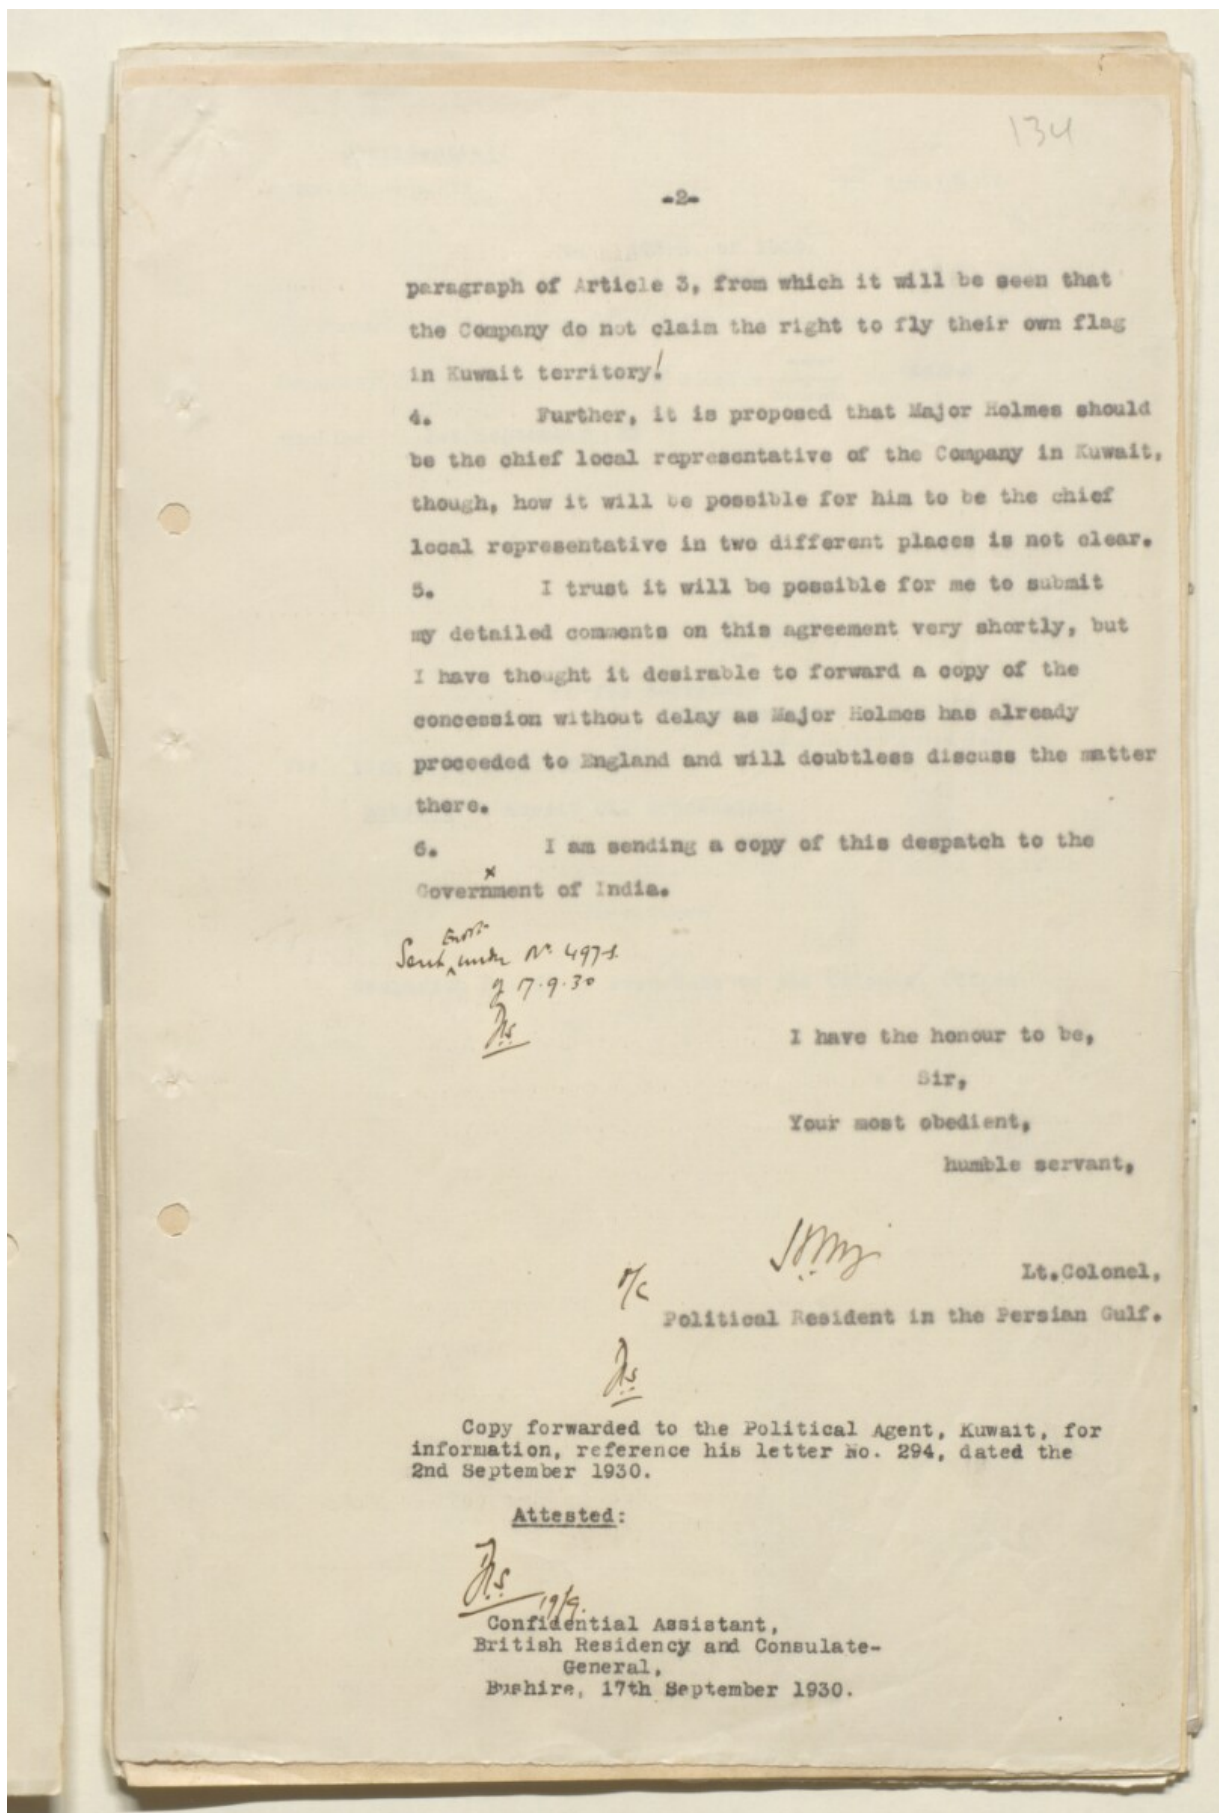 134
-2-
paragraph of Article 3, from which it will be seen that
the Company do not claim the right to fly their own flag
in Kuwait territory!
4. Further, it is proposed that Major Holmes should
be the chief local representative of the Company in Kuwait,
though, how it will be possible for him to be the chief
local representative in two different places is not clear.
5. I trust it will be possible for me to submit
my detailed comments on this agreement very shortly, but
I have thought it desirable to forward a copy of the
concession without delay as Major Holmes has already
proceeded to England and will doubtless discuss the matter
there.
6. I am sending a copy of this despatch to the
x
Government of India.
Sent under No. 497-S.
of 17.9.30
I have the honour to be,
Sir,
Your most obedient,
humble servant,
Lt.Colonel,
Political Resident in the Persian Gulf.
Copy forwarded to the Political Agent, Kuwait, for
information, reference his letter No. 294, dated the
2nd September 1930.
Attested:
19/9.
Confidential Assistant,
British Residency and Consulate-
General,
Bushire, 17th September 1930.